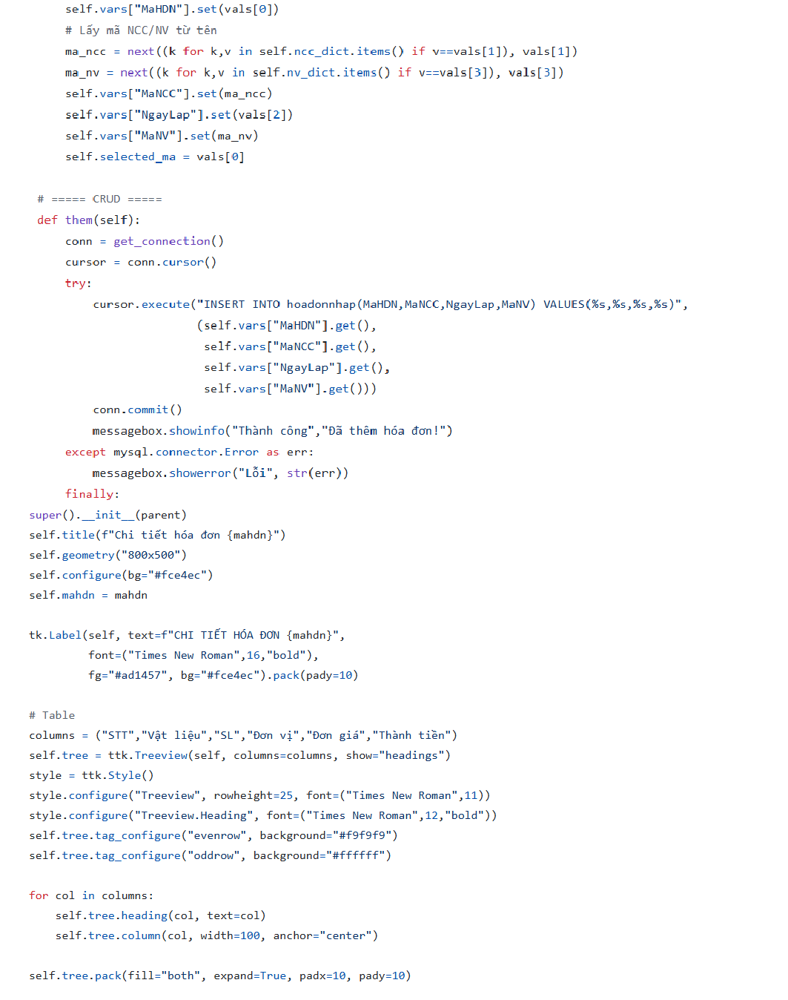 self.vars["MaHDN"].set(vals[0])
# Lấy mã NCC/NV từ tên
ma_ncc = next((k for k,v in self.ncc_dict.items() if v==vals[1]), vals[1])
ma_nv = next((k for k,v in self.nv_dict.items() if v==vals[3]), vals[3])
self.vars["MaNCC"].set(ma_ncc)
self.vars["NgayLap"].set(vals[2])
self.vars["MaNV"].set(ma_nv)
self.selected_ma = vals[0]
# ===== CRUD =====
def them(self):
conn = get_connection()
cursor = conn.cursor()
try:
cursor.execute("INSERT INTO hoadonnhap(MaHDN,MaNCC,NgayLap,MaNV) VALUES(%s,%s,%s,%s)",
(self.vars["MaHDN"].get(),
self.vars["MaNCC"].get(),
self.vars["NgayLap"].get(),
self.vars["MaNV"].get()))
conn.commit()
messagebox.showinfo("Thành công","Đã thêm hóa đơn!")
except mysql.connector.Error as err:
messagebox.showerror("Lỗi", str(err))
finally:
super().__init__(parent)
self.title(f"Chi tiết hóa đơn {mahdn}")
self.geometry("800x500")
self.configure(bg="#fce4ec")
self.mahdn = mahdn
tk.Label(self, text=f"CHI TIẾT HÓA ĐƠN {mahdn}",
font=("Times New Roman",16,"bold"),
fg="#ad1457", bg="#fce4ec").pack(pady=10)
# Table
columns = ("STT","Vật liệu","SL","Đơn vị","Đơn giá","Thành tiền")
self.tree = ttk.Treeview(self, columns=columns, show="headings")
style = ttk.Style()
style.configure("Treeview", rowheight=25, font=("Times New Roman",11))
style.configure("Treeview.Heading", font=("Times New Roman",12,"bold"))
self.tree.tag_configure("evenrow", background="#f9f9f9")
self.tree.tag_configure("oddrow", background="#ffffff")
for col in columns:
self.tree.heading(col, text=col)
self.tree.column(col, width=100, anchor="center")
self.tree.pack(fill="both", expand=True, padx=10, pady=10)